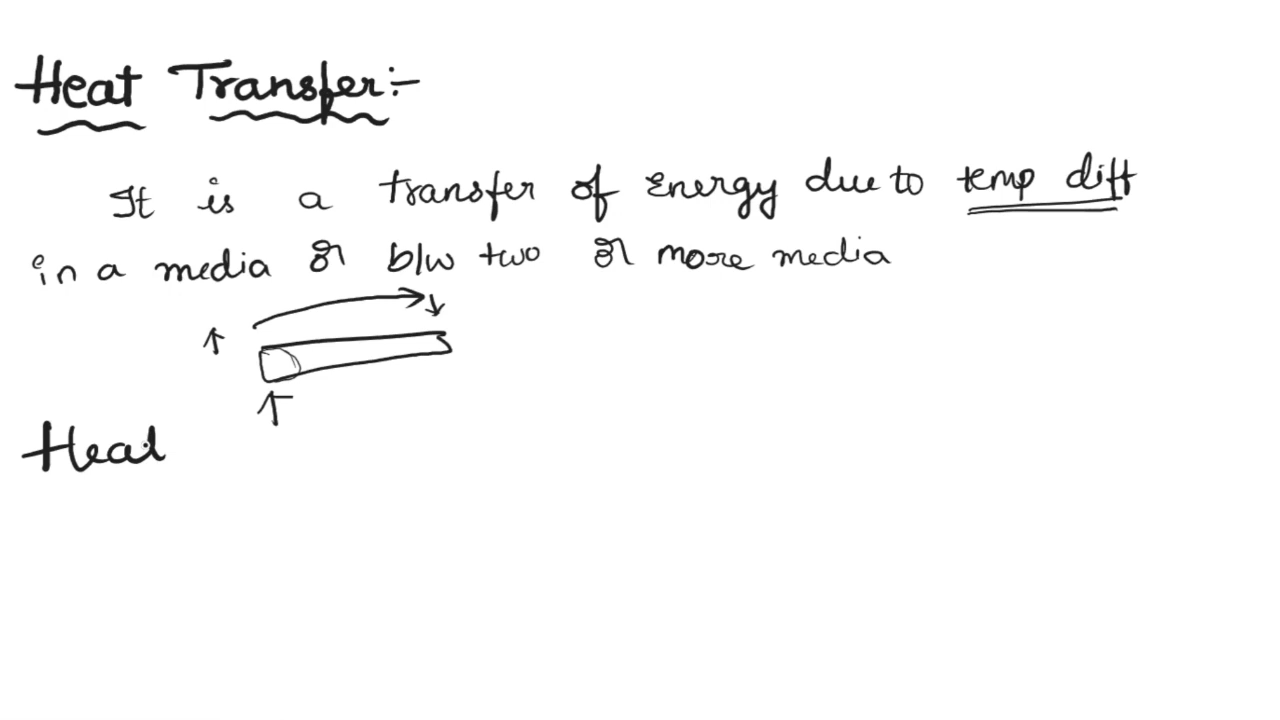 Heat Transfer:-
It is a transfer of Energy due to temp diff
in a media or b/w two or more media
Heat